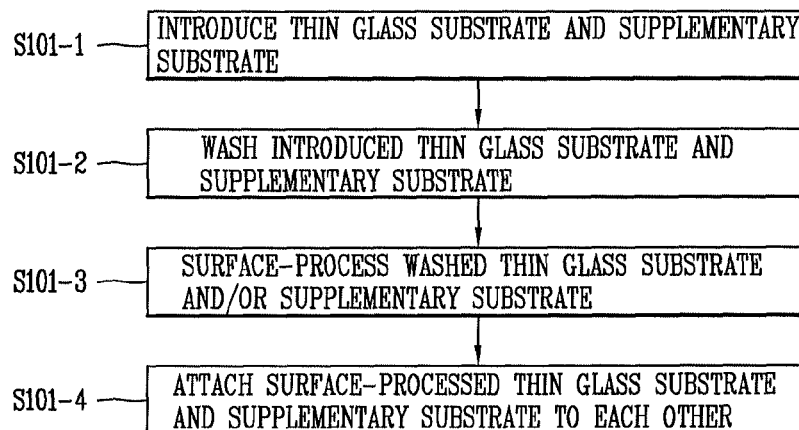 S101-1
INTRODUCE THIN GLASS SUBSTRATE AND SUPPLEMENTARY
SUBSTRATE
S101-2
WASH INTRODUCED THIN GLASS SUBSTRATE AND
SUPPLEMENTARY SUBSTRATE
S101-3
SURFACE-PROCESS WASHED THIN GLASS SUBSTRATE
AND/OR SUPPLEMENTARY SUBSTRATE
S101-4
ATTACH SURFACE-PROCESSED THIN GLASS SUBSTRATE
AND SUPPLEMENTARY SUBSTRATE TO EACH OTHER